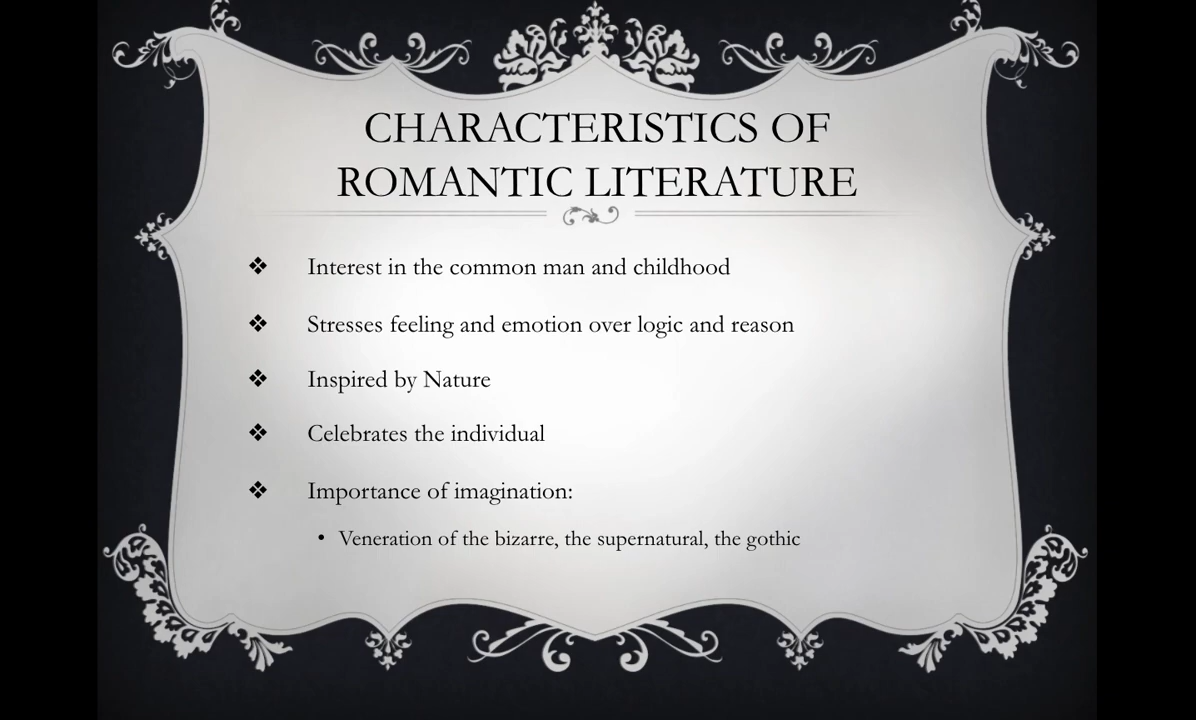 CHARACTERISTICS OF
ROMANTIC LITERATURE
❖ Interest in the common man and childhood
❖ Stresses feeling and emotion over logic and reason
❖ Inspired by Nature
❖ Celebrates the individual
❖ Importance of imagination:
• Veneration of the bizarre, the supernatural, the gothic